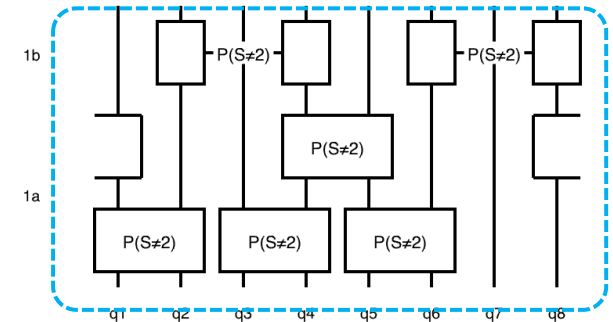 1b
P(S≠2) P(S≠2)
P(S≠2)
1a
P(S≠2) P(S≠2) P(S≠2)
q1 q2 q3 q4 q5 q6 q7 q8